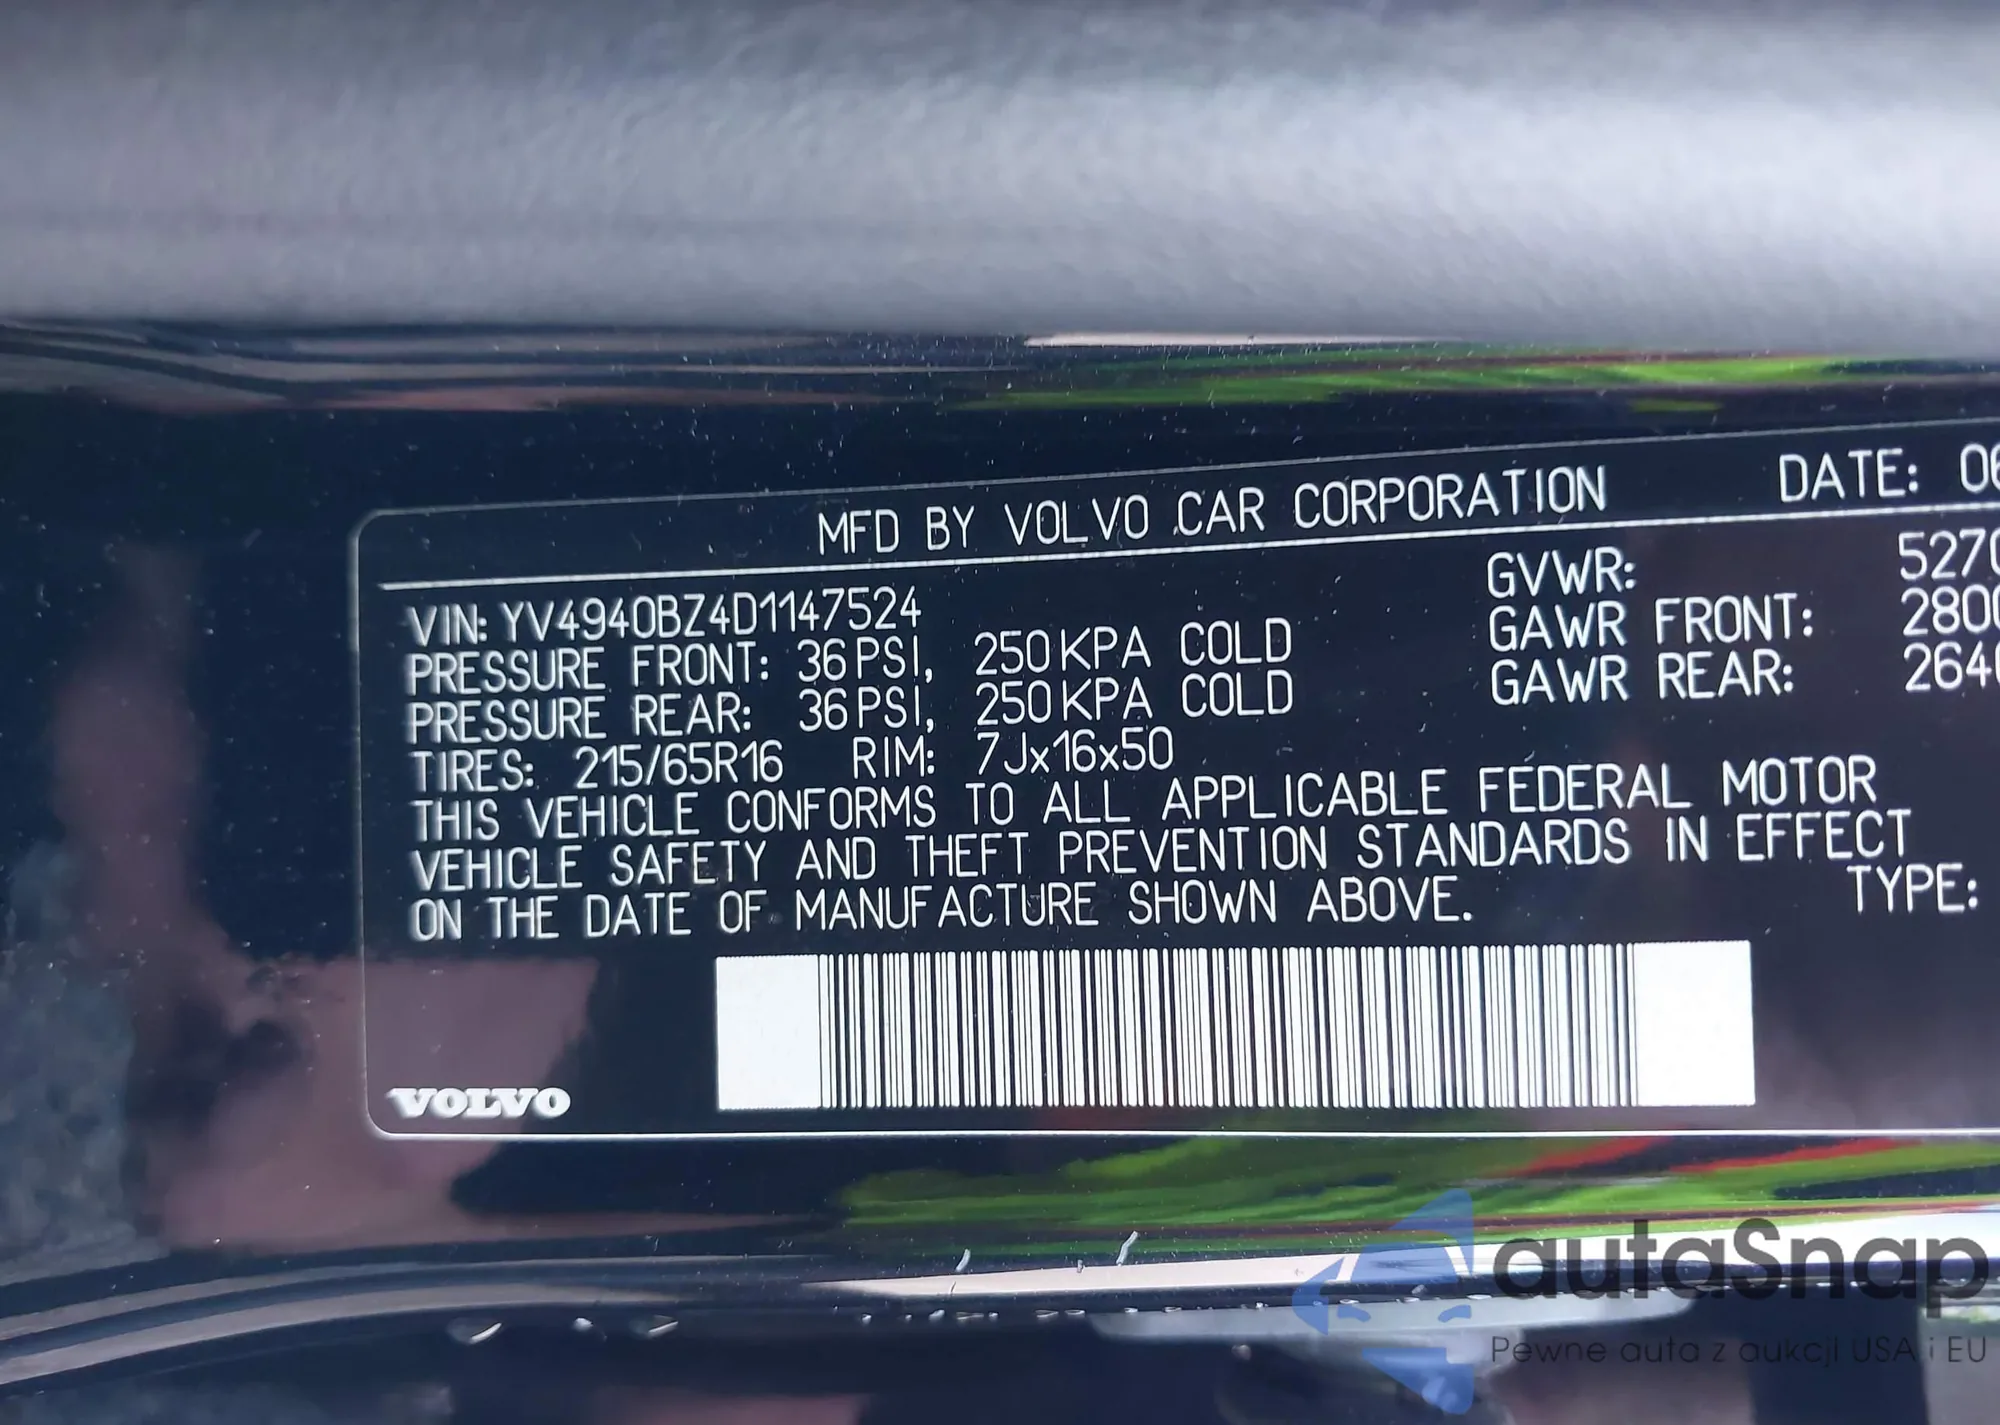 MFD BY VOLVO CAR CORPORATION DATE: 06
VIN: YV4940BZ4D1147524 GVWR: 5270
PRESSURE FRONT: 36PSI, 250KPA COLD GAWR FRONT: 2800
PRESSURE REAR: 36PSI, 250KPA COLD GAWR REAR: 2640
TIRES: 215/65R16 RIM: 7Jx16x50
THIS VEHICLE CONFORMS TO ALL APPLICABLE FEDERAL MOTOR
VEHICLE SAFETY AND THEFT PREVENTION STANDARDS IN EFFECT
ON THE DATE OF MANUFACTURE SHOWN ABOVE. TYPE:
VOLVO
autaSnap
Pewne auta z aukcji USA i EU